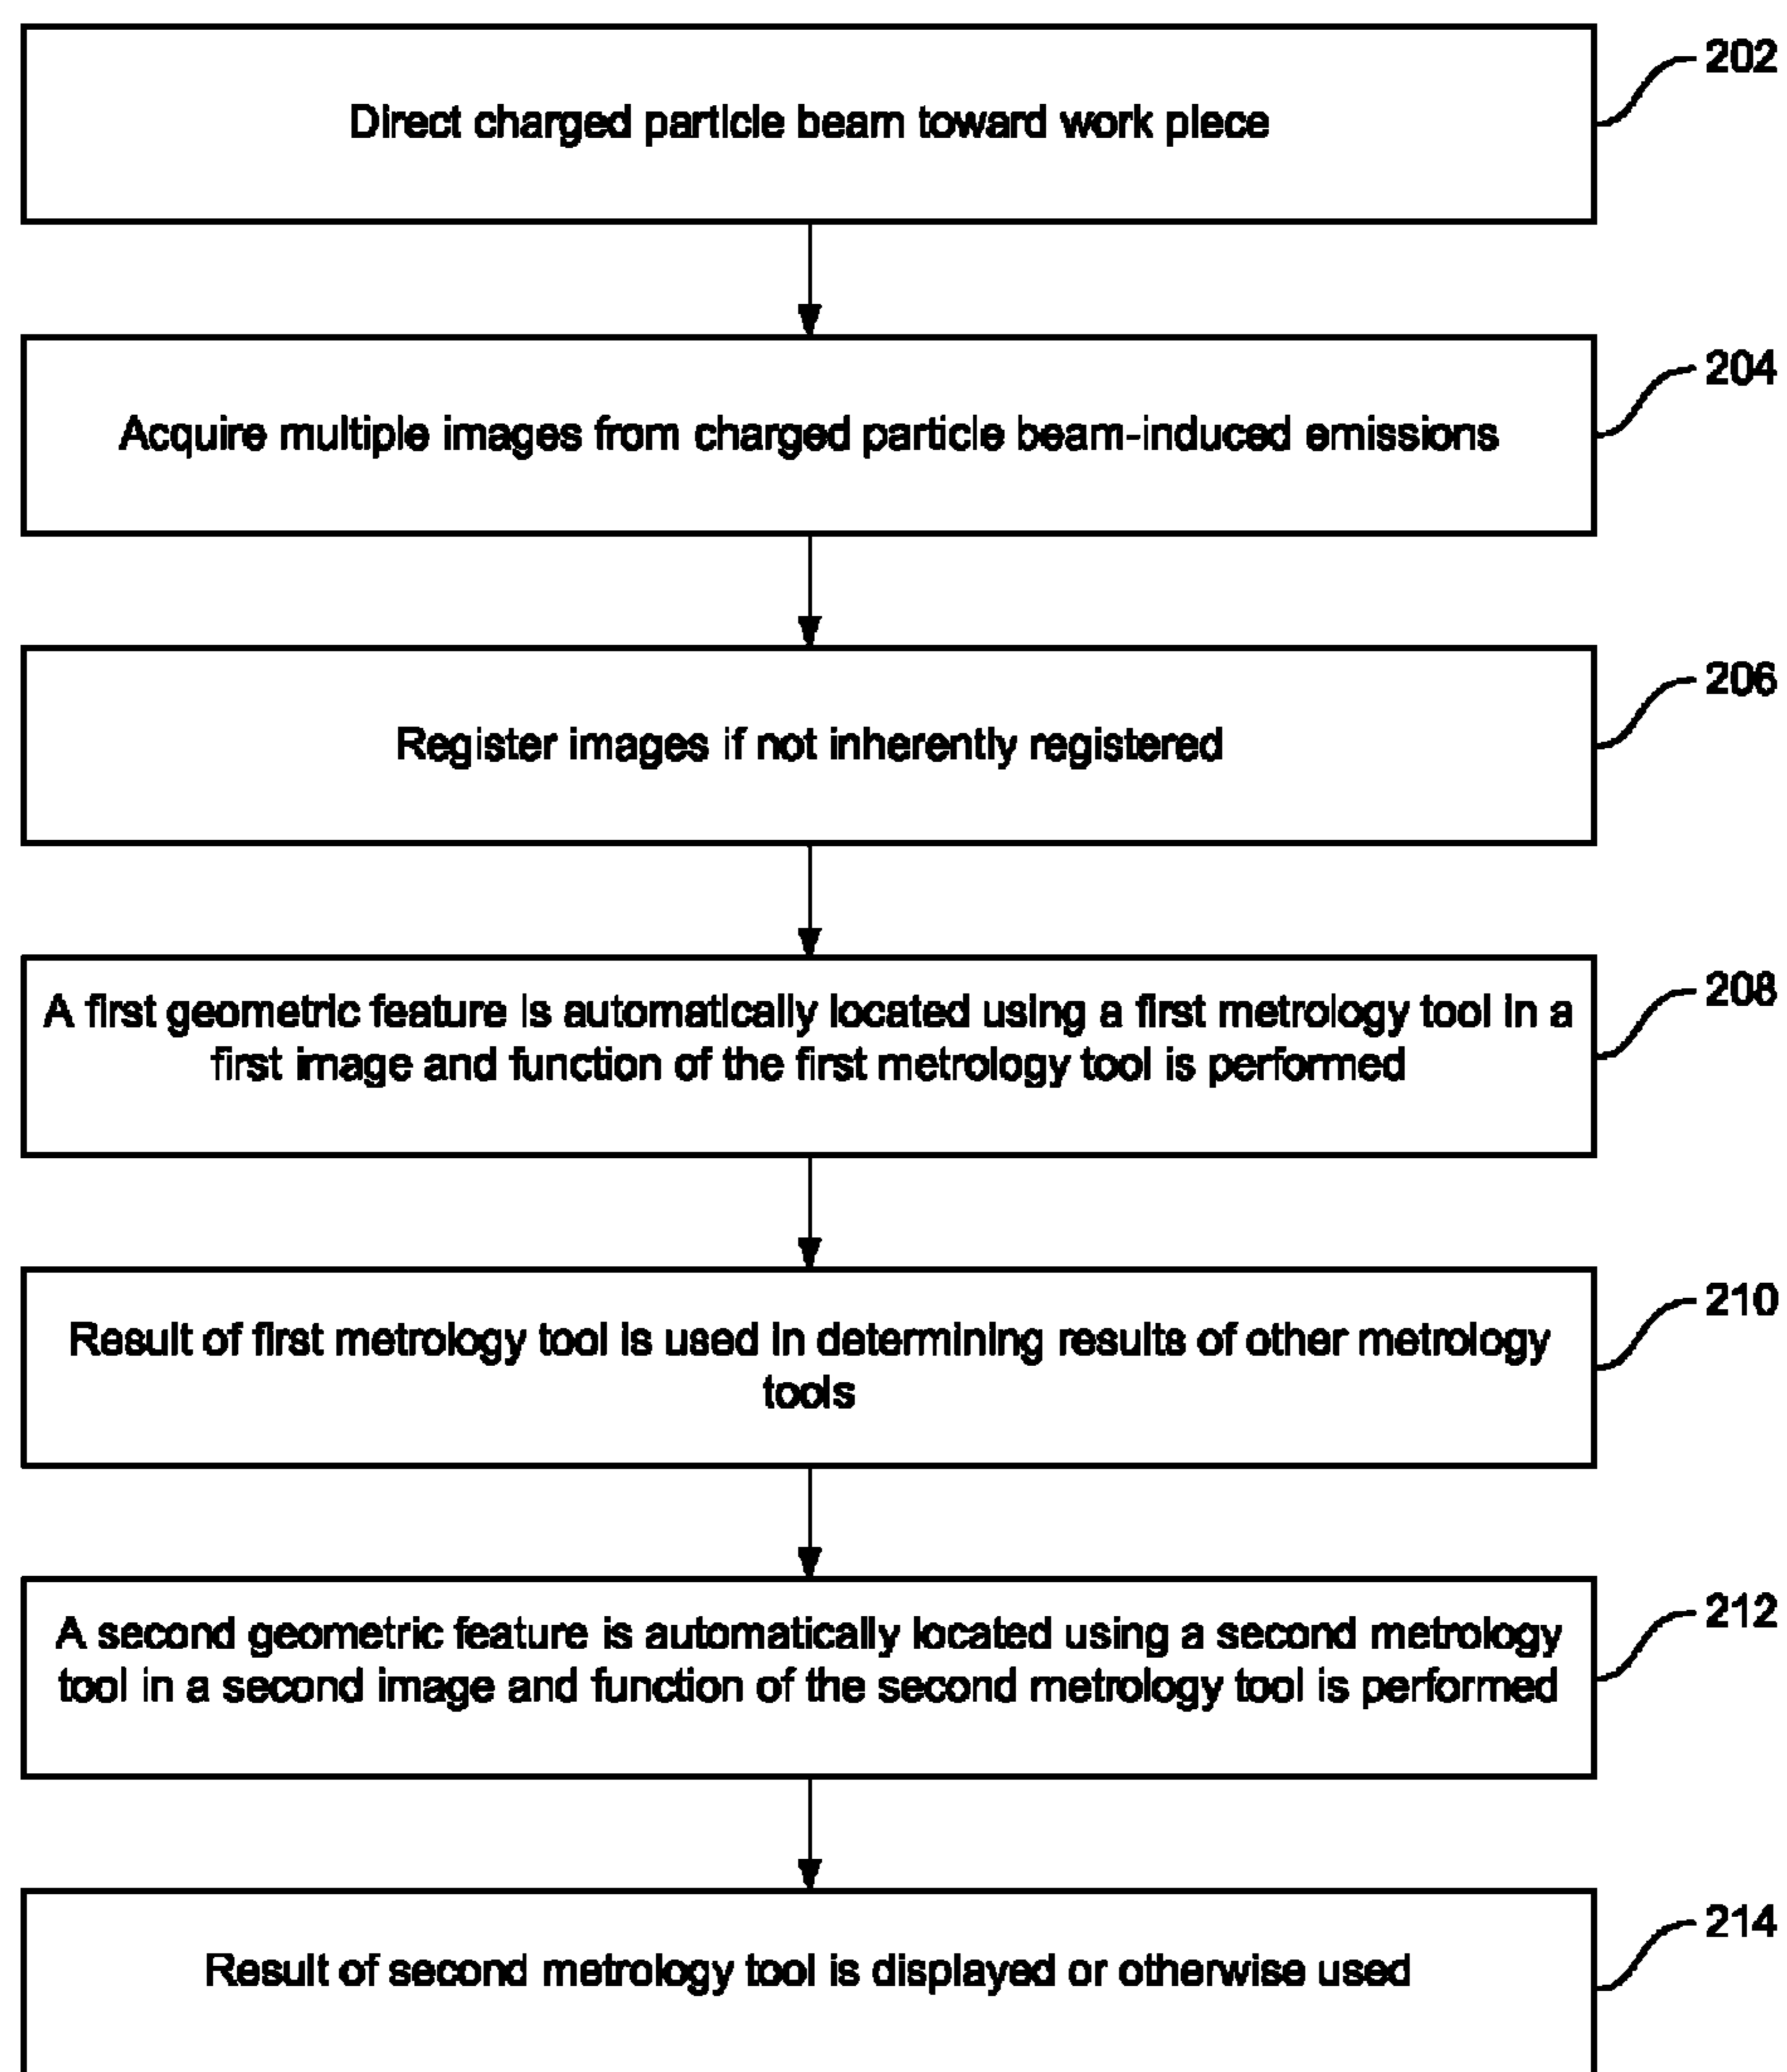 Direct charged particle beam toward work piece
202
Acquire multiple images from charged particle beam-induced emissions
204
Register images if not inherently registered
206
A first geometric feature is automatically located using a first metrology tool in a
first image and function of the first metrology tool is performed
208
Result of first metrology tool is used in determining results of other metrology
tools
210
A second geometric feature is automatically located using a second metrology
tool in a second image and function of the second metrology tool is performed
212
Result of second metrology tool is displayed or otherwise used
214